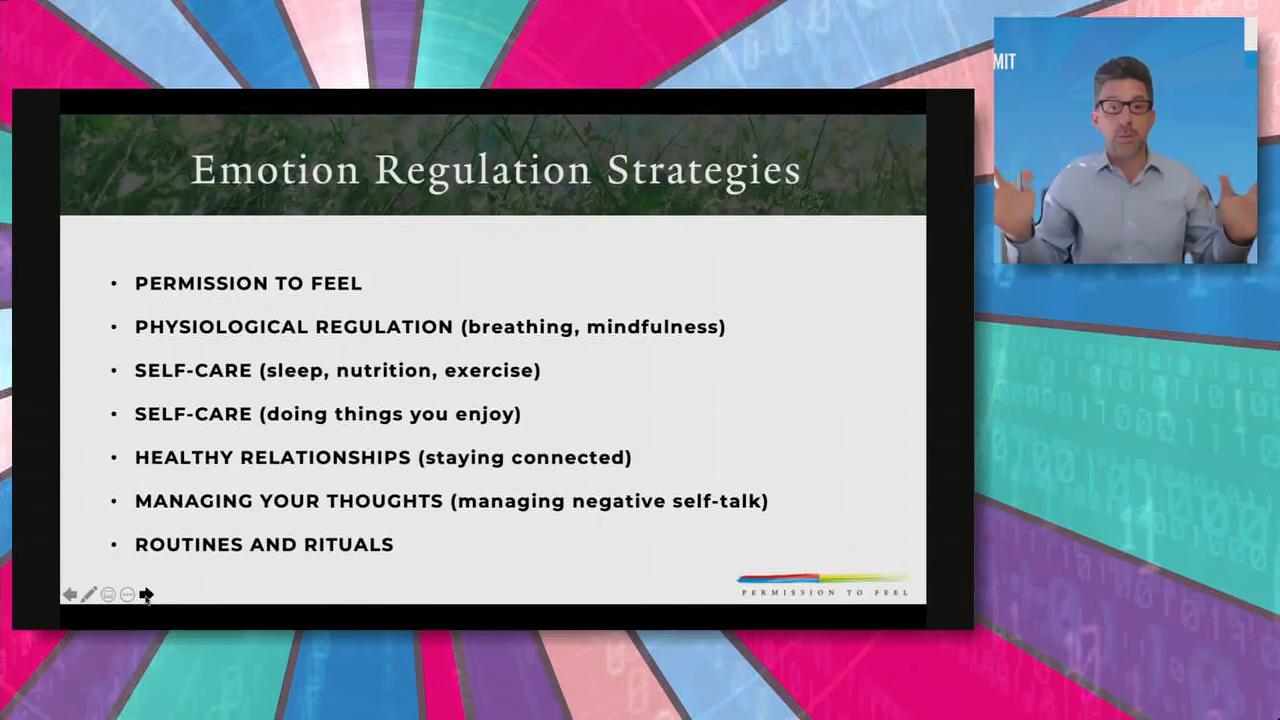 MIT
Emotion Regulation Strategies
• PERMISSION TO FEEL
• PHYSIOLOGICAL REGULATION (breathing, mindfulness)
• SELF-CARE (sleep, nutrition, exercise)
• SELF-CARE (doing things you enjoy)
• HEALTHY RELATIONSHIPS (staying connected)
• MANAGING YOUR THOUGHTS (managing negative self-talk)
• ROUTINES AND RITUALS
PERMISSION TO FEEL